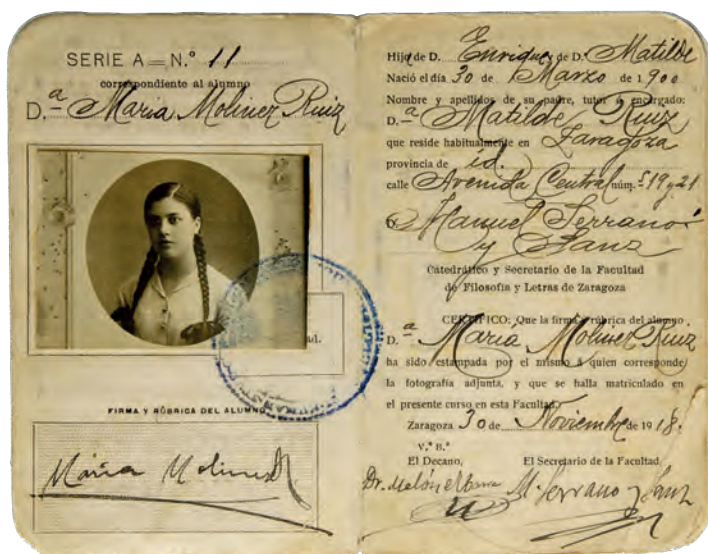 SERIE A = N.º 11
correspondiente al alumno
D.ª Maria Moliner Ruiz
ad.
FIRMA Y RÚBRICA DEL ALUMNO
María Moliner R.
Hijo de D. Enrique y de D.ª Matilde
Nació el día 30 de Marzo de 1900
Nombre y apellidos de su padre, tutor ó encargado:
D.ª Matilde Ruiz
que reside habitualmente en Zaragoza
provincia de id.
calle Avenida Central núm. 519 y 21
D. Manuel Serrano
y Sanz
Catedrático y Secretario de la Facultad
de Filosofía y Letras de Zaragoza
CERTIFICO: Que la firma y rúbrica del alumno
D.ª María Moliner Ruiz
ha sido estampada por el mismo á quien corresponde
la fotografía adjunta, y que se halla matriculado en
el presente curso en esta Facultad.
Zaragoza 30 de Noviembre de 1918.
V.º B.º
El Decano, El Secretario de la Facultad
Dr. M. Serrano y Sanz